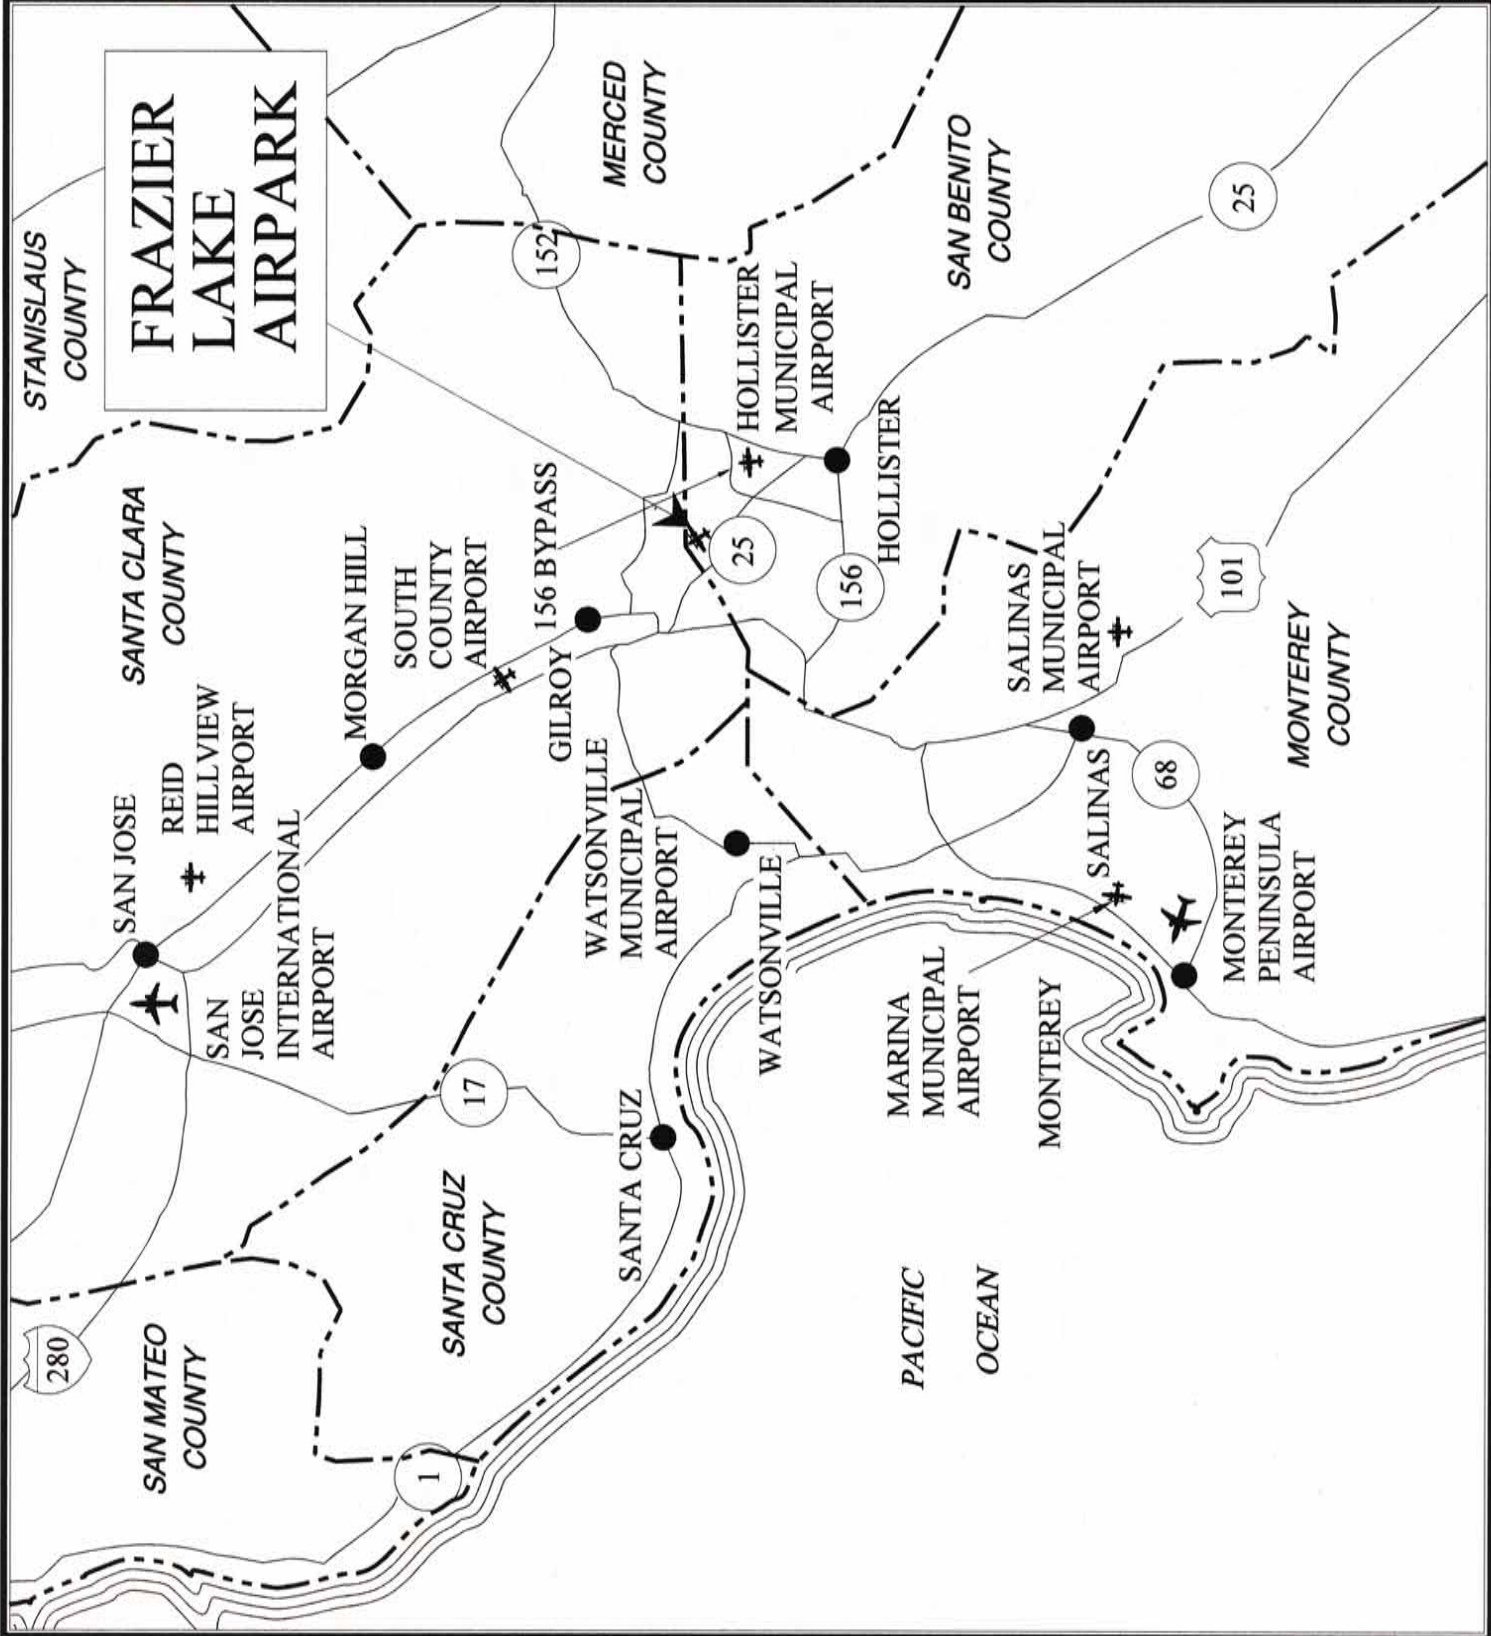 STANISLAUS
COUNTY
FRAZIER
LAKE
AIRPARK
152
MERCED
COUNTY
SANTA CLARA
COUNTY
SAN BENITO
COUNTY
25
HOLLISTER
MUNICIPAL
AIRPORT
HOLLISTER
156 BYPASS
25
156
MORGAN HILL
SOUTH
COUNTY
AIRPORT
GILROY
SAN JOSE
REID
HILLVIEW
AIRPORT
SAN
JOSE
INTERNATIONAL
AIRPORT
WATSONVILLE
MUNICIPAL
AIRPORT
WATSONVILLE
SALINAS
MUNICIPAL
AIRPORT
101
MONTEREY
COUNTY
SALINAS
68
MONTEREY
PENINSULA
AIRPORT
MARINA
MUNICIPAL
AIRPORT
MONTEREY
17
SANTA CRUZ
SANTA CRUZ
COUNTY
280
SAN MATEO
COUNTY
1
PACIFIC
OCEAN